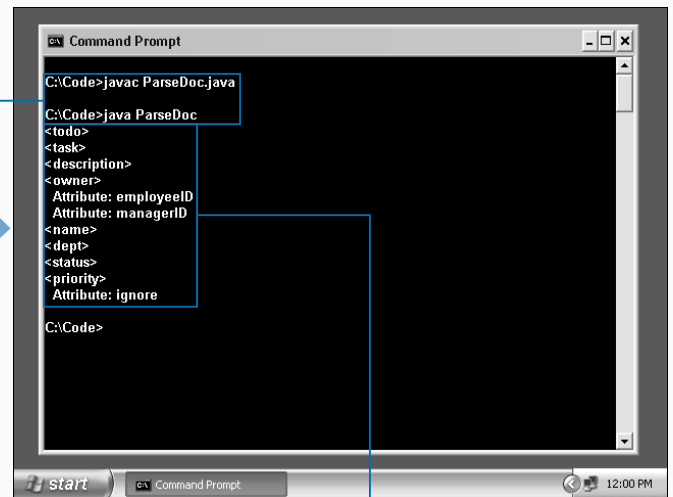 Command Prompt
C:\Code>javac ParseDoc.java
C:\Code>java ParseDoc
<todo>
<task>
<description>
<owner>
Attribute: employeeID
Attribute: managerID
<name>
<dept>
<status>
<priority>
Attribute: ignore
C:\Code>
start
Command Prompt
12:00 PM